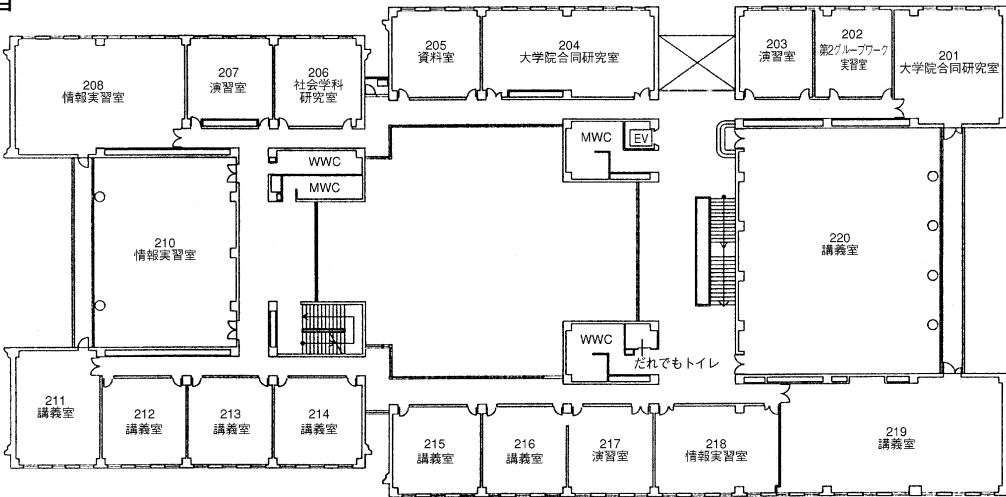 208
情報実習室
207
演習室
206
社会学科
研究室
205
資料室
204
大学院合同研究室
203
演習室
202
第2グループワーク
実習室
201
大学院合同研究室
WWC
MWC
MWC
EV
210
情報実習室
220
講義室
WWC
だれでもトイレ
211
講義室
212
講義室
213
講義室
214
講義室
215
講義室
216
講義室
217
演習室
218
情報実習室
219
講義室